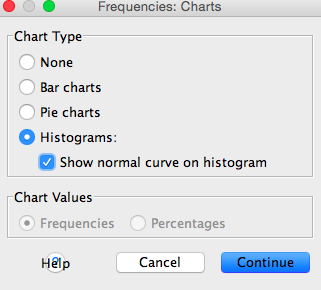 Frequencies: Charts
Chart Type
None
Bar charts
Pie charts
Histograms:
Show normal curve on histogram
Chart Values
Frequencies Percentages
Help Cancel Continue